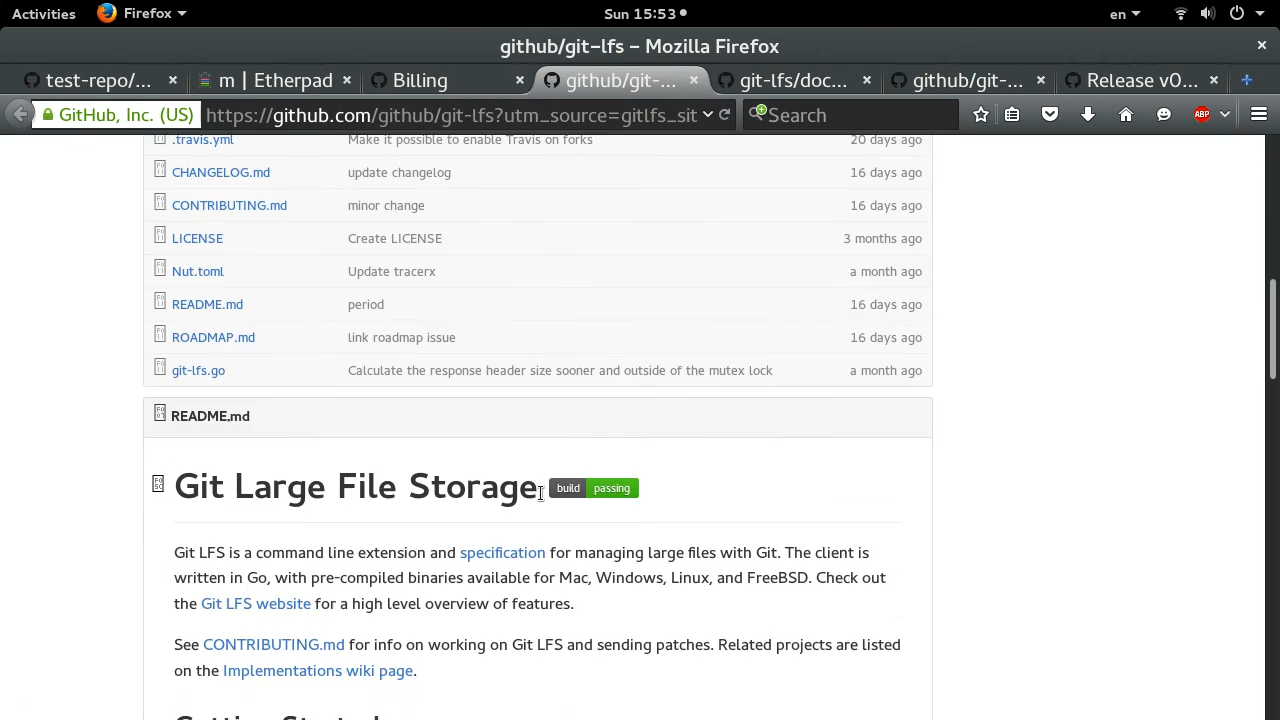 Activities Firefox Sun 15:53 en
github/git-lfs – Mozilla Firefox
test-repo/... m | Etherpad Billing github/git-... git-lfs/doc... github/git-... Release v0...
GitHub, Inc. (US) https://github.com/github/git-lfs?utm_source=gitlfs_sit Search ABP
.travis.yml Make it possible to enable Travis on forks 20 days ago
CHANGELOG.md update changelog 16 days ago
CONTRIBUTING.md minor change 16 days ago
LICENSE Create LICENSE 3 months ago
Nut.toml Update tracerx a month ago
README.md period 16 days ago
ROADMAP.md link roadmap issue 16 days ago
git-lfs.go Calculate the response header size sooner and outside of the mutex lock a month ago
README.md
Git Large File Storage build passing
Git LFS is a command line extension and specification for managing large files with Git. The client is
written in Go, with pre-compiled binaries available for Mac, Windows, Linux, and FreeBSD. Check out
the Git LFS website for a high level overview of features.
See CONTRIBUTING.md for info on working on Git LFS and sending patches. Related projects are listed
on the Implementations wiki page.
Getting Started